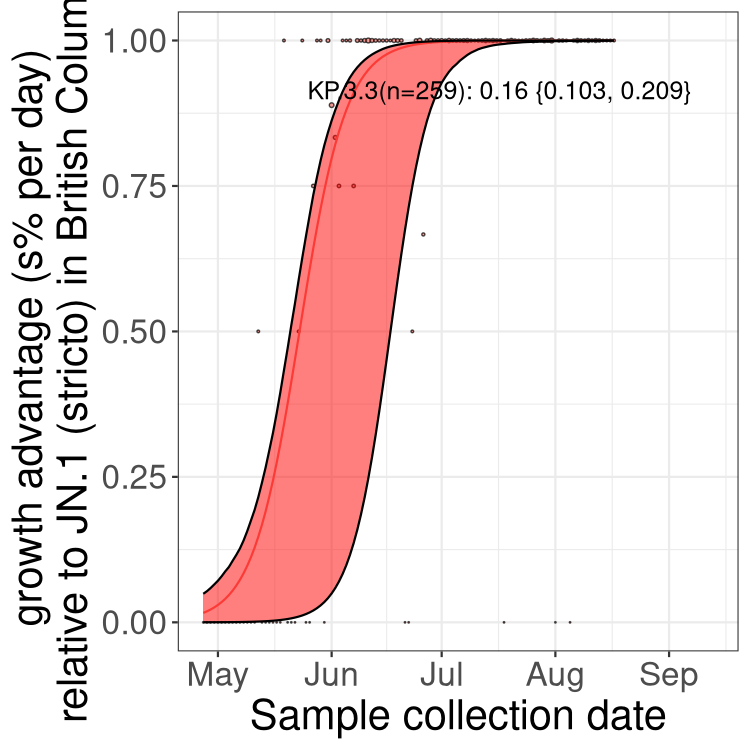 growth advantage (s% per day)
relative to JN.1 (stricto) in British Colum
1.00
0.75
0.50
0.25
0.00
KP.3.3(n=259): 0.16 {0.103, 0.209}
May Jun Jul Aug Sep
Sample collection date